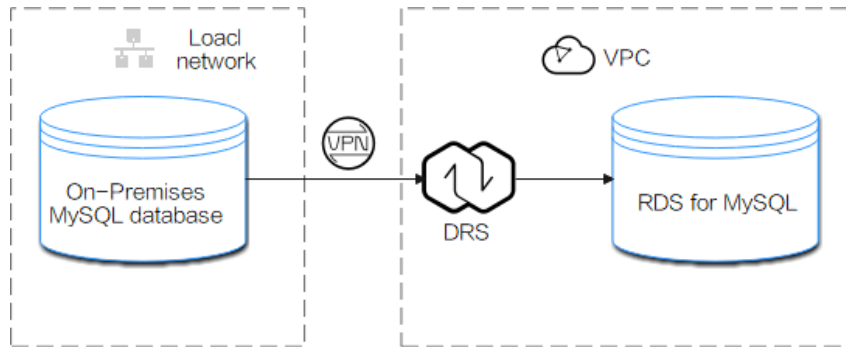 Loacl
network
VPC
VPN
On-Premises
MySQL database
RDS for MySQL
DRS